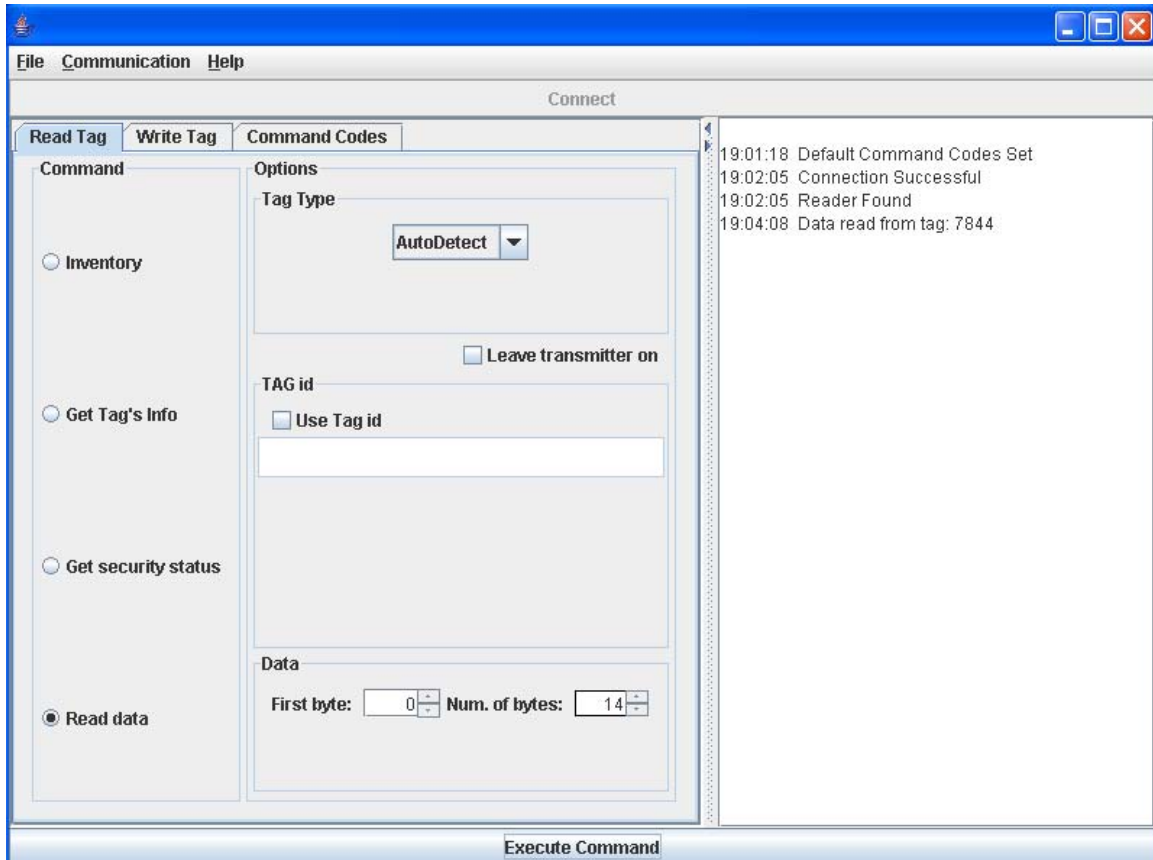 File Communication Help
Connect
Read Tag Write Tag Command Codes
Command
Inventory
Get Tag's Info
Get security status
Read data
Options
Tag Type
AutoDetect
Leave transmitter on
TAG id
Use Tag id
Data
First byte: 0 Num. of bytes: 14
19:01:18 Default Command Codes Set
19:02:05 Connection Successful
19:02:05 Reader Found
19:04:08 Data read from tag: 7844
Execute Command